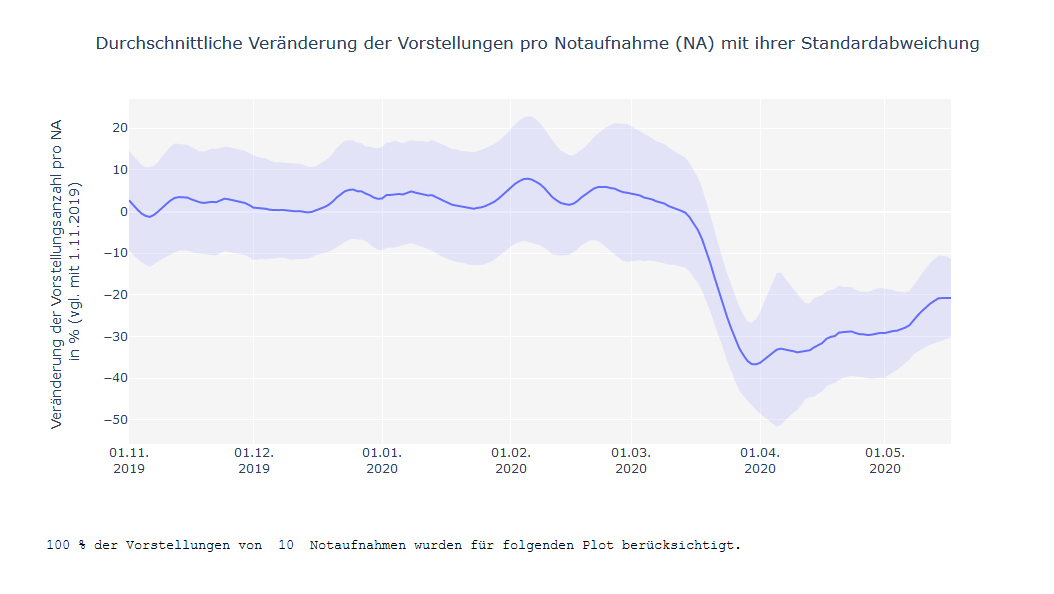 Durchschnittliche Veränderung der Vorstellungen pro Notaufnahme (NA) mit ihrer Standardabweichung
Veränderung der Vorstellungsanzahl pro NA
in % (vgl. mit 1.11.2019)
20
10
0
−10
−20
−30
−40
−50
01.11. 01.12. 01.01. 01.02. 01.03. 01.04. 01.05.
2019 2019 2020 2020 2020 2020 2020
100 % der Vorstellungen von  10  Notaufnahmen wurden für folgenden Plot berücksichtigt.